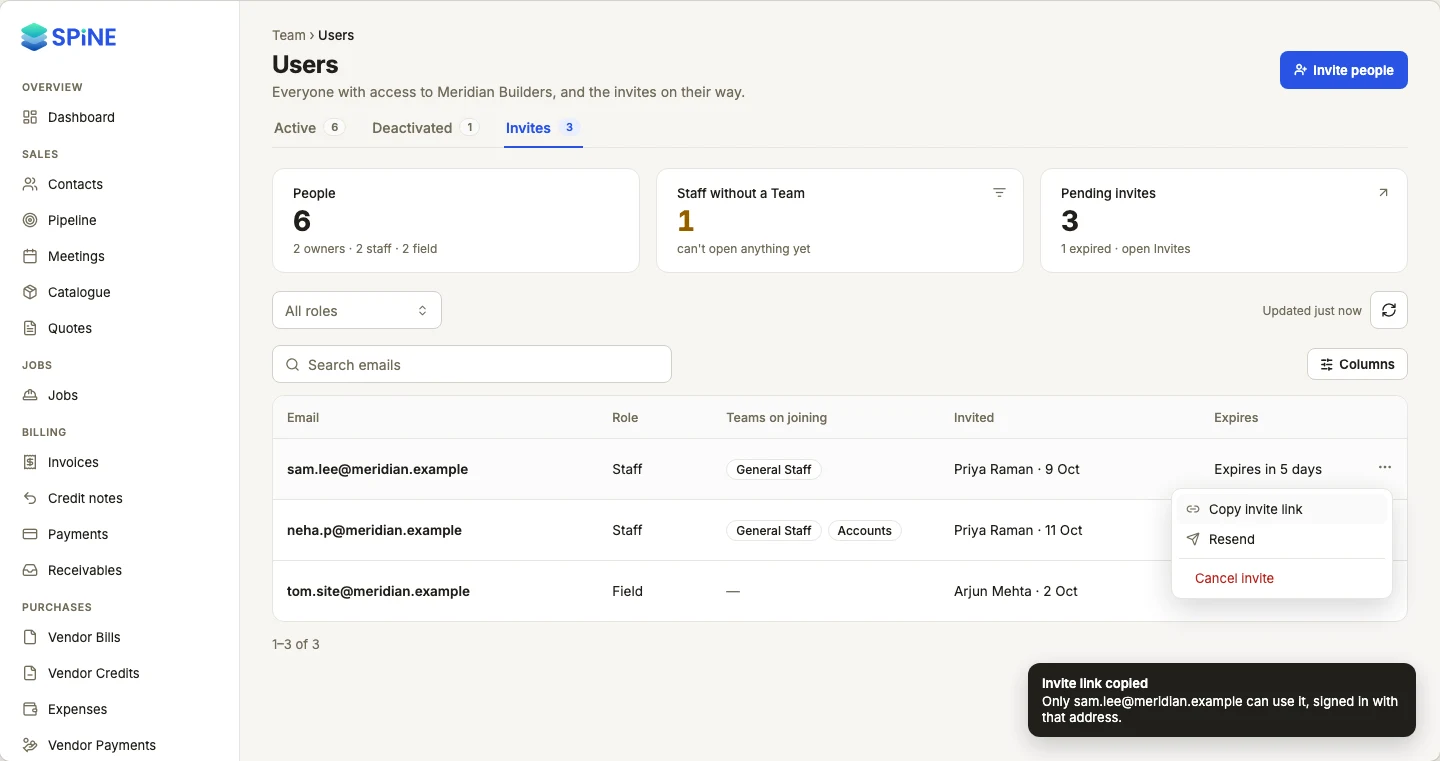 SPiNE
OVERVIEW
Dashboard
SALES
Contacts
Pipeline
Meetings
Catalogue
Quotes
JOBS
Jobs
BILLING
Invoices
Credit notes
Payments
Receivables
PURCHASES
Vendor Bills
Vendor Credits
Expenses
Vendor Payments
Team › Users
Users
Everyone with access to Meridian Builders, and the invites on their way.
Invite people
Active 6 Deactivated 1 Invites 3
People
6
2 owners · 2 staff · 2 field
Staff without a Team
1
can't open anything yet
Pending invites
3
1 expired · open Invites
All roles
Updated just now
Search emails
Columns
Email Role Teams on joining Invited Expires
sam.lee@meridian.example Staff General Staff Priya Raman · 9 Oct Expires in 5 days
neha.p@meridian.example Staff General Staff Accounts Priya Raman · 11 Oct
tom.site@meridian.example Field — Arjun Mehta · 2 Oct
Copy invite link
Resend
Cancel invite
1–3 of 3
Invite link copied
Only sam.lee@meridian.example can use it, signed in with
that address.